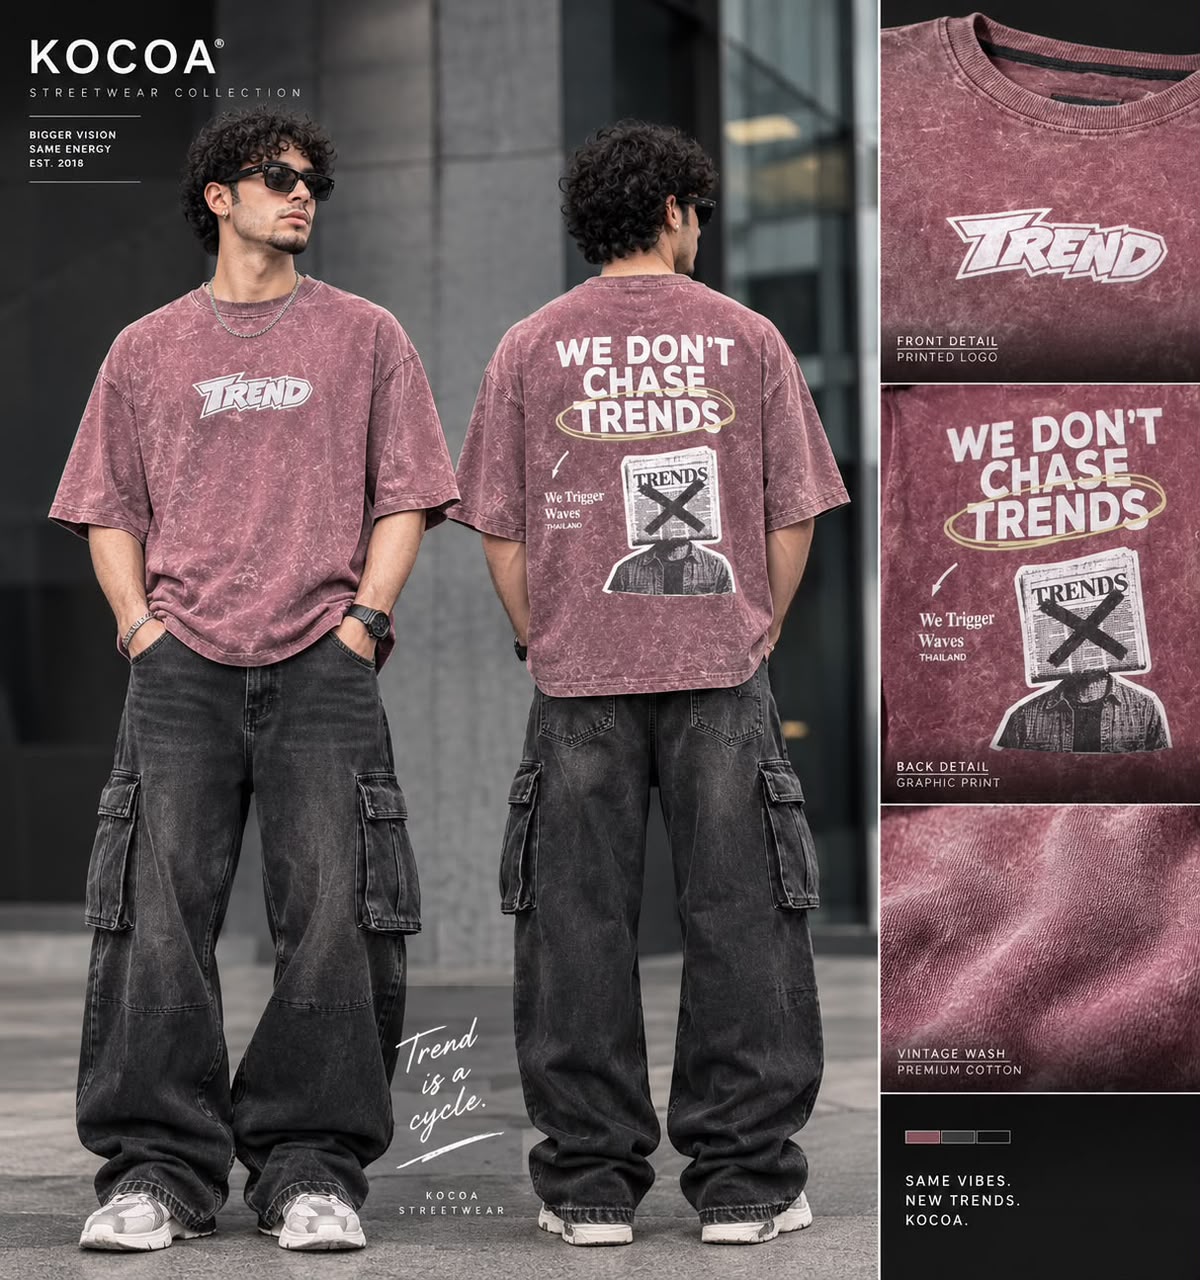 KOCOA®
STREETWEAR COLLECTION
BIGGER VISION
SAME ENERGY
EST. 2018
TREND
WE DON'T
CHASE
TRENDS
We Trigger
Waves
THAILAND
TRENDS
Trend
is a
cycle.
KOCOA
STREETWEAR
TREND
FRONT DETAIL
PRINTED LOGO
WE DON'T
CHASE
TRENDS
We Trigger
Waves
THAILAND
TRENDS
BACK DETAIL
GRAPHIC PRINT
VINTAGE WASH
PREMIUM COTTON
SAME VIBES.
NEW TRENDS.
KOCOA.